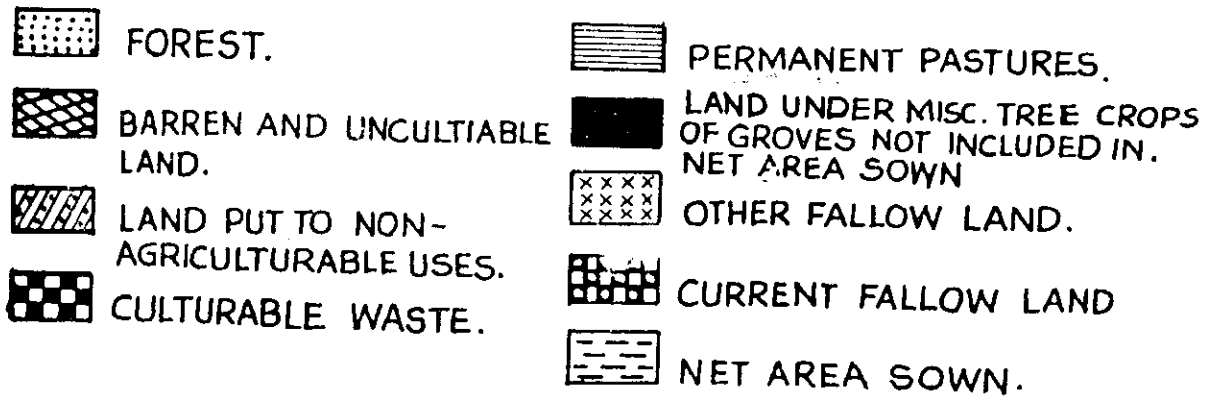 FOREST.
BARREN AND UNCULTIABLE
LAND.
LAND PUT TO NON-
AGRICULTURABLE USES.
CULTURABLE WASTE.
PERMANENT PASTURES.
LAND UNDER MISC. TREE CROPS
OF GROVES NOT INCLUDED IN.
NET AREA SOWN
OTHER FALLOW LAND.
CURRENT FALLOW LAND
NET AREA SOWN.